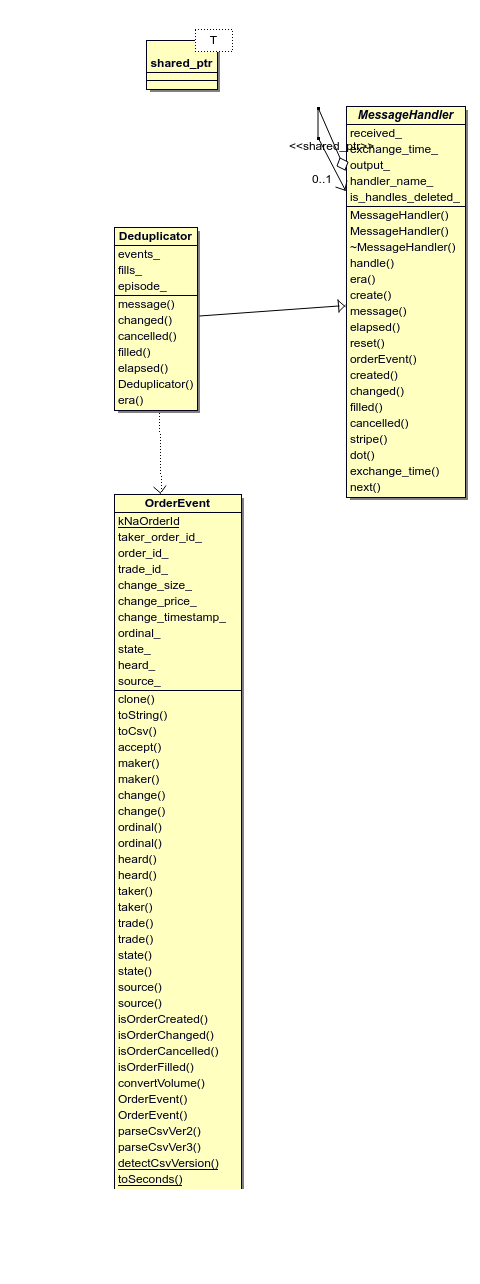 T
shared_ptr
MessageHandler
received_
exchange_time_
output_
handler_name_
is_handles_deleted_
MessageHandler()
MessageHandler()
~MessageHandler()
handle()
era()
create()
message()
elapsed()
reset()
orderEvent()
created()
changed()
filled()
cancelled()
stripe()
dot()
exchange_time()
next()
<<shared_ptr>>
0..1
Deduplicator
events_
fills_
episode_
message()
changed()
cancelled()
filled()
elapsed()
Deduplicator()
era()
OrderEvent
kNaOrderId
taker_order_id_
order_id_
trade_id_
change_size_
change_price_
change_timestamp_
ordinal_
state_
heard_
source_
clone()
toString()
toCsv()
accept()
maker()
maker()
change()
change()
ordinal()
ordinal()
heard()
heard()
taker()
taker()
trade()
trade()
state()
state()
source()
source()
isOrderCreated()
isOrderChanged()
isOrderCancelled()
isOrderFilled()
convertVolume()
OrderEvent()
OrderEvent()
parseCsvVer2()
parseCsvVer3()
detectCsvVersion()
toSeconds()